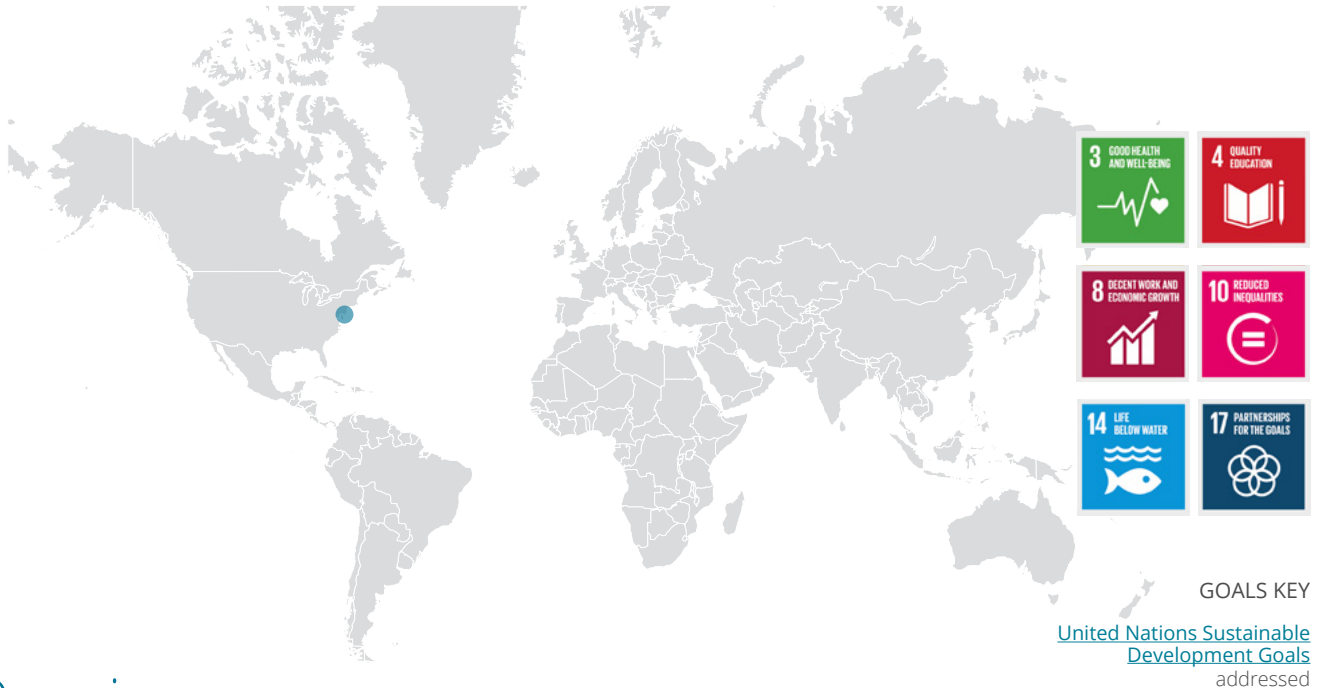 3 GOOD HEALTH
AND WELL-BEING
4 QUALITY
EDUCATION
8 DECENT WORK AND
ECONOMIC GROWTH
10 REDUCED
INEQUALITIES
14 LIFE
BELOW WATER
17 PARTNERSHIPS
FOR THE GOALS
GOALS KEY
United Nations Sustainable
Development Goals
addressed